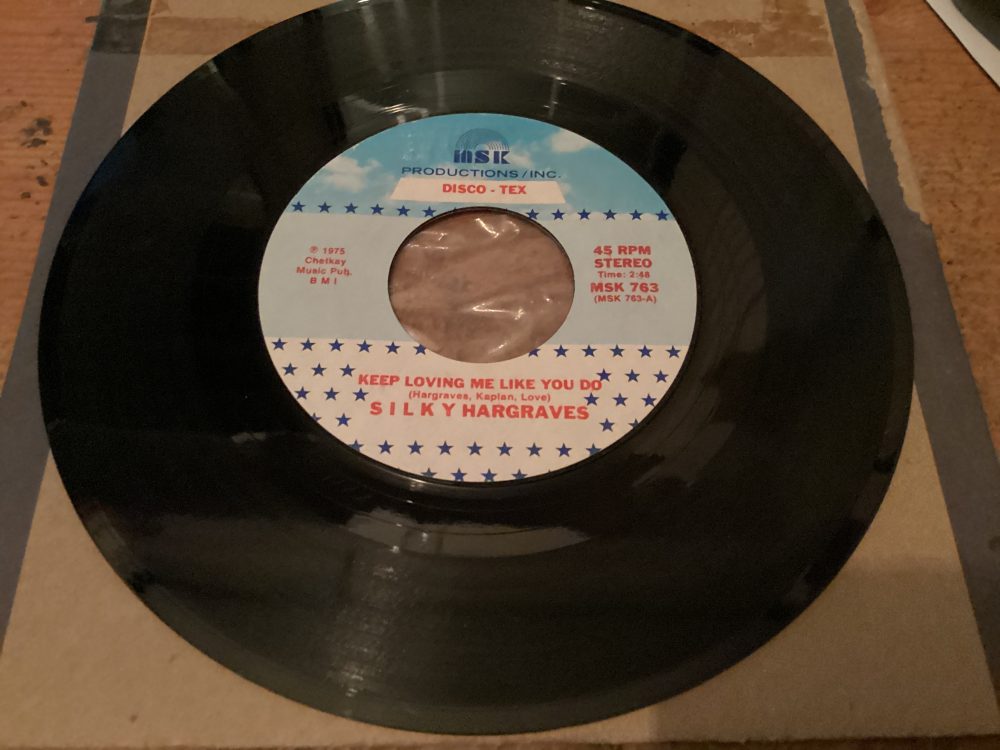 MSK
PRODUCTIONS/INC.
DISCO - TEX
℗ 1975
Chetkay
Music Pub.
B M I
45 RPM
STEREO
Time: 2:48
MSK 763
(MSK 763-A)
KEEP LOVING ME LIKE YOU DO
(Hargraves, Kaplan, Love)
SILKY HARGRAVES